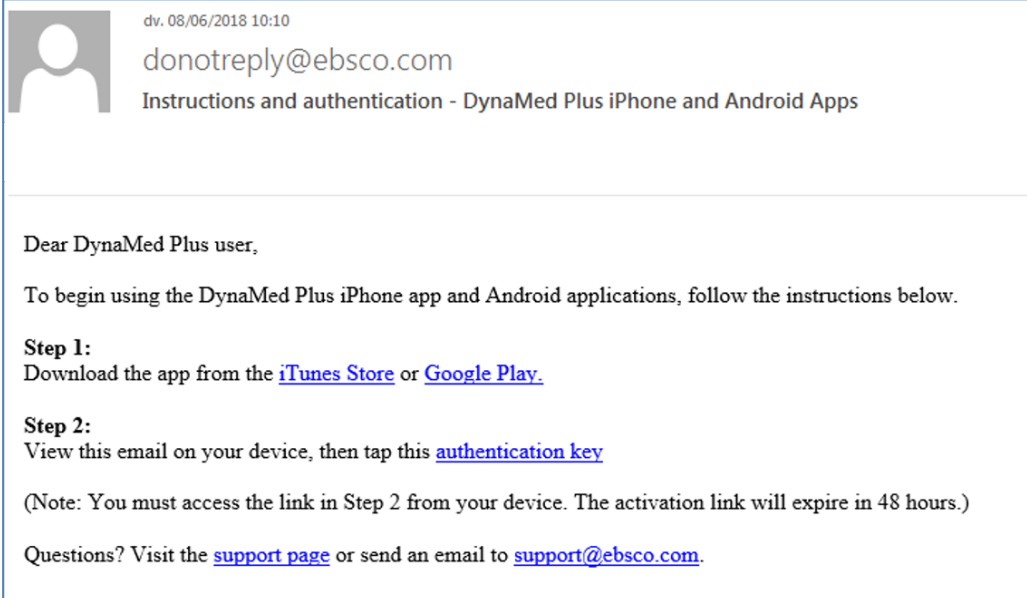 dv. 08/06/2018 10:10
donotreply@ebsco.com
Instructions and authentication - DynaMed Plus iPhone and Android Apps
Dear DynaMed Plus user,
To begin using the DynaMed Plus iPhone app and Android applications, follow the instructions below.
Step 1:
Download the app from the iTunes Store or Google Play.
Step 2:
View this email on your device, then tap this authentication key
(Note: You must access the link in Step 2 from your device. The activation link will expire in 48 hours.)
Questions? Visit the support page or send an email to support@ebsco.com.